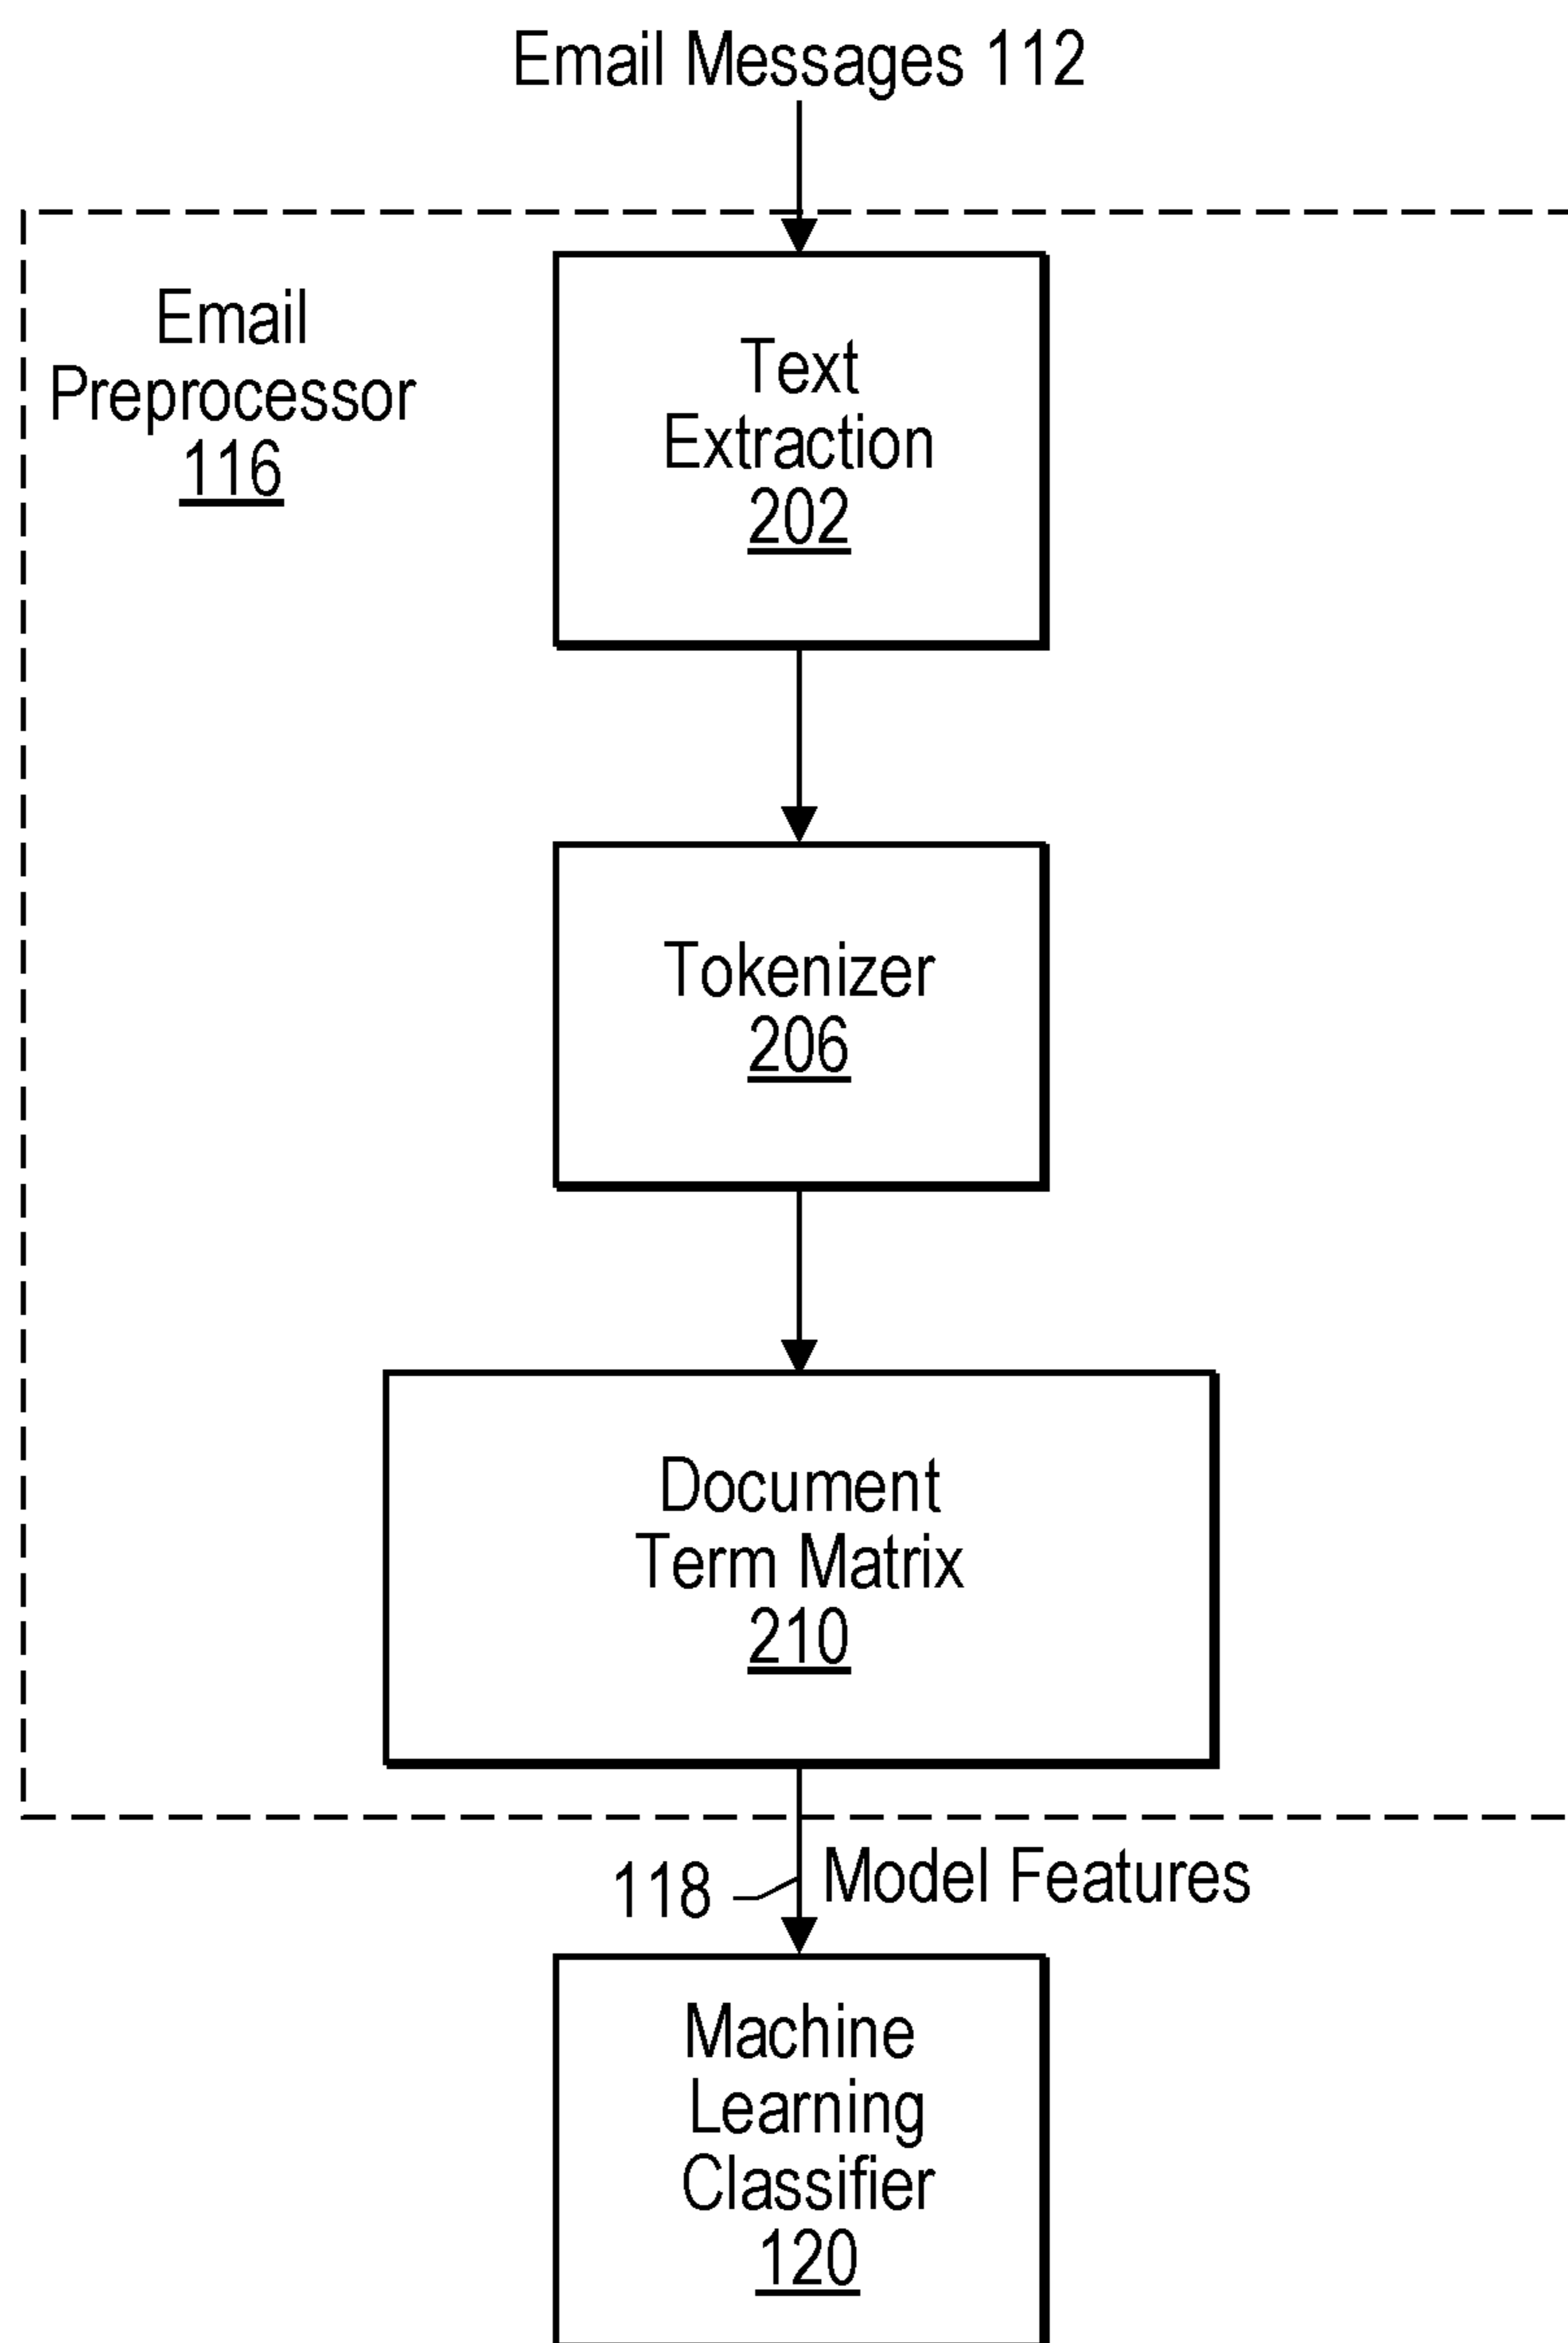 Email Messages 112
Email
Preprocessor
116
Text
Extraction
202
Tokenizer
206
Document
Term Matrix
210
118
Model Features
Machine
Learning
Classifier
120